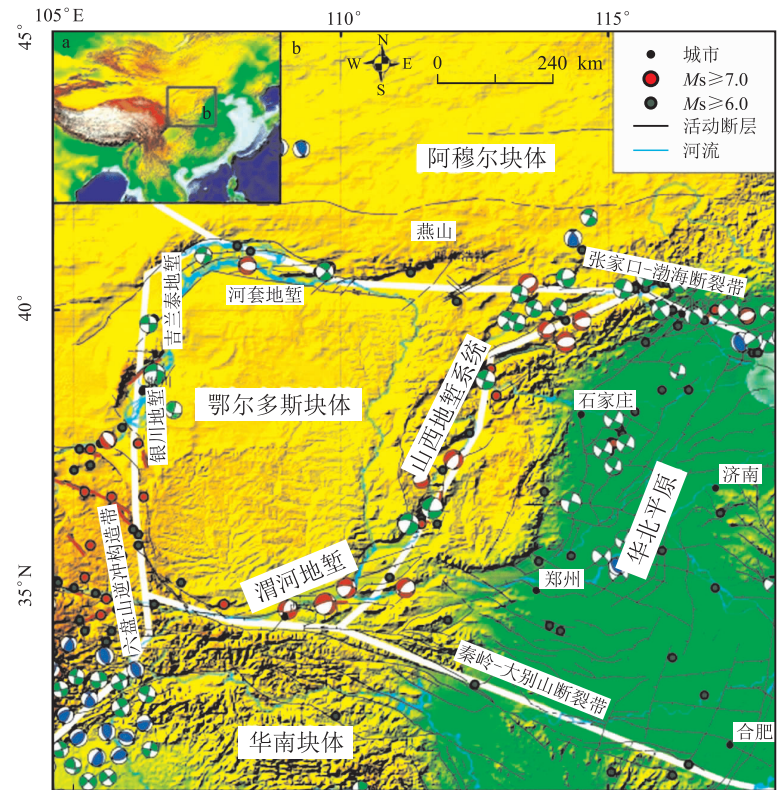 105°E
110°
115°
45°
a
b
b
N
W
E
S
0
240 km
城市
Ms≥7.0
Ms≥6.0
活动断层
河流
阿穆尔块体
燕山
张家口-渤海断裂带
吉兰泰地堑
河套地堑
40°
山西地堑系统
鄂尔多斯块体
银川地堑
石家庄
济南
华北平原
六盘山逆冲构造带
渭河地堑
郑州
35°N
秦岭-大别山断裂带
华南块体
合肥